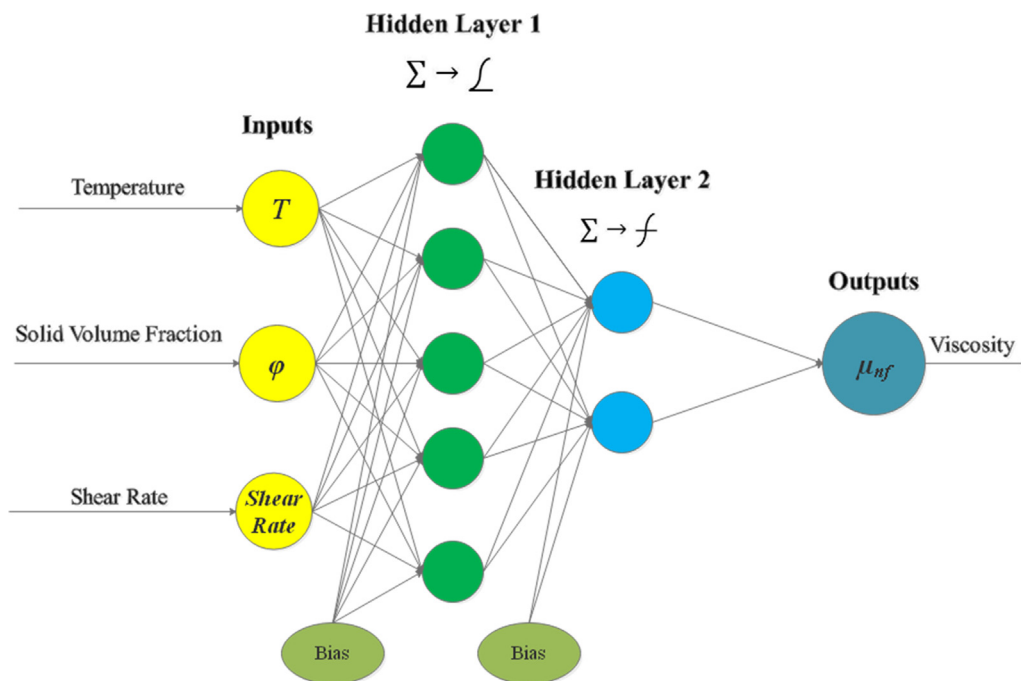 Hidden Layer 1
Σ →
Inputs
Temperature
T
Hidden Layer 2
Σ →
Outputs
Solid Volume Fraction
φ
μnf
Viscosity
Shear Rate
Shear
Rate
Bias
Bias